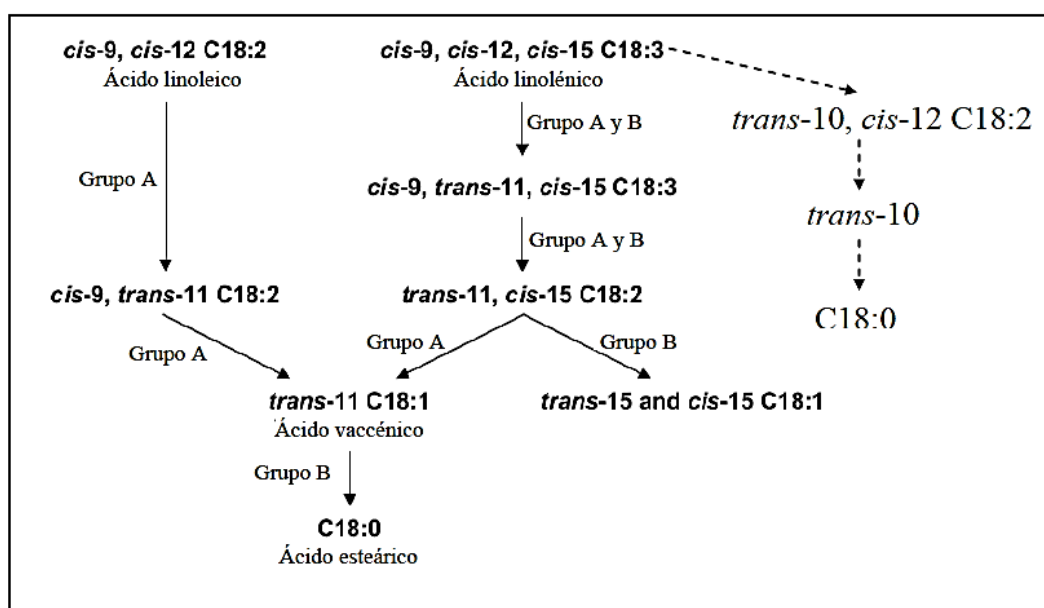 cis-9, cis-12 C18:2
Ácido linoleico
cis-9, cis-12, cis-15 C18:3
Ácido linolénico
trans-10, cis-12 C18:2
Grupo A y B
Grupo A
cis-9, trans-11, cis-15 C18:3
trans-10
Grupo A y B
cis-9, trans-11 C18:2
trans-11, cis-15 C18:2
C18:0
Grupo A
Grupo A
Grupo B
trans-11 C18:1
Ácido vaccénico
trans-15 and cis-15 C18:1
Grupo B
C18:0
Ácido esteárico